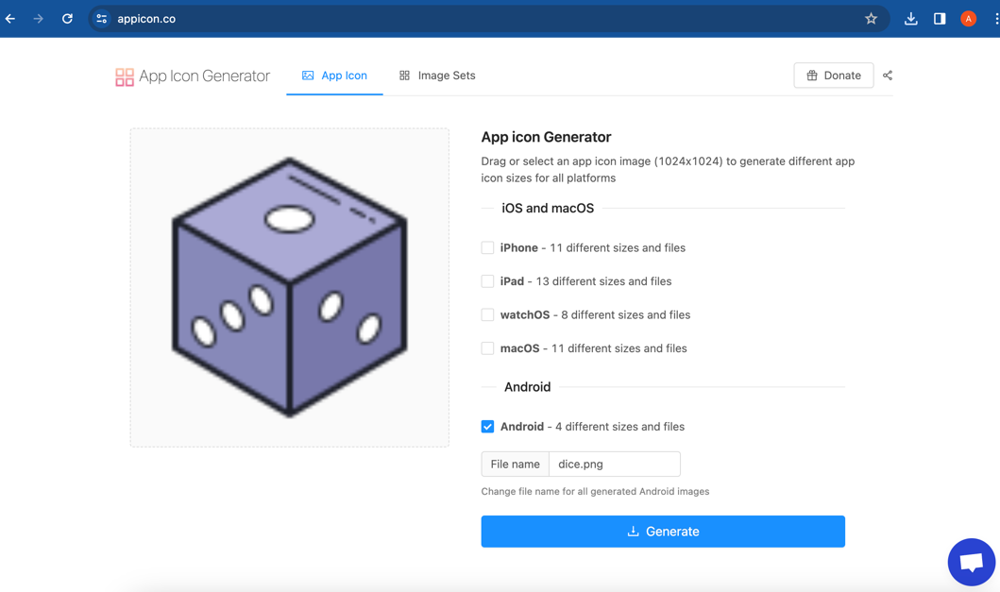 appicon.co
A
App Icon Generator
App Icon
Image Sets
Donate
App icon Generator
Drag or select an app icon image (1024x1024) to generate different app
icon sizes for all platforms
iOS and macOS
iPhone - 11 different sizes and files
iPad - 13 different sizes and files
watchOS - 8 different sizes and files
macOS - 11 different sizes and files
Android
Android - 4 different sizes and files
File name
dice.png
Change file name for all generated Android images
Generate